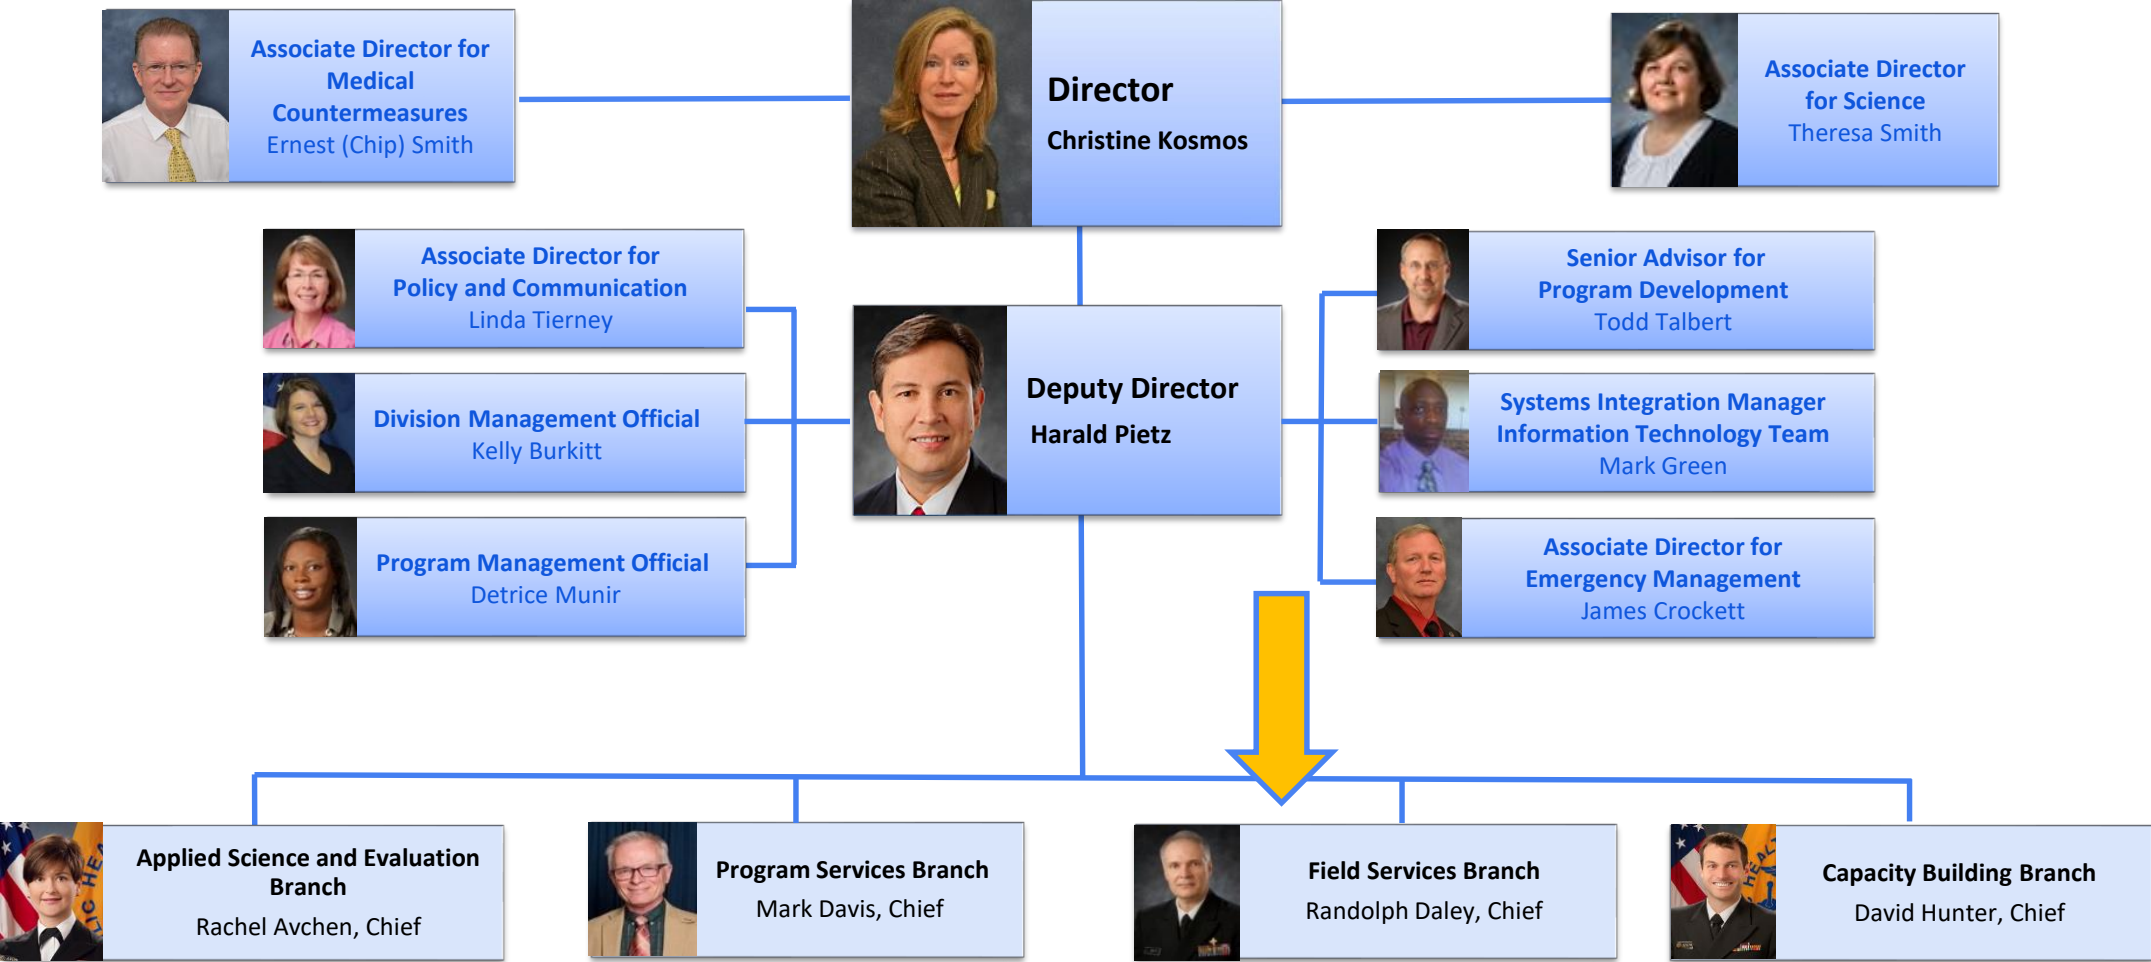 Associate Director for
Medical
Countermeasures
Ernest (Chip) Smith
Director
Christine Kosmos
Associate Director
for Science
Theresa Smith
Associate Director for
Policy and Communication
Linda Tierney
Division Management Official
Kelly Burkitt
Program Management Official
Detrice Munir
Deputy Director
Harald Pietz
Senior Advisor for
Program Development
Todd Talbert
Systems Integration Manager
Information Technology Team
Mark Green
Associate Director for
Emergency Management
James Crockett
Applied Science and Evaluation
Branch
Rachel Avchen, Chief
Program Services Branch
Mark Davis, Chief
Field Services Branch
Randolph Daley, Chief
Capacity Building Branch
David Hunter, Chief